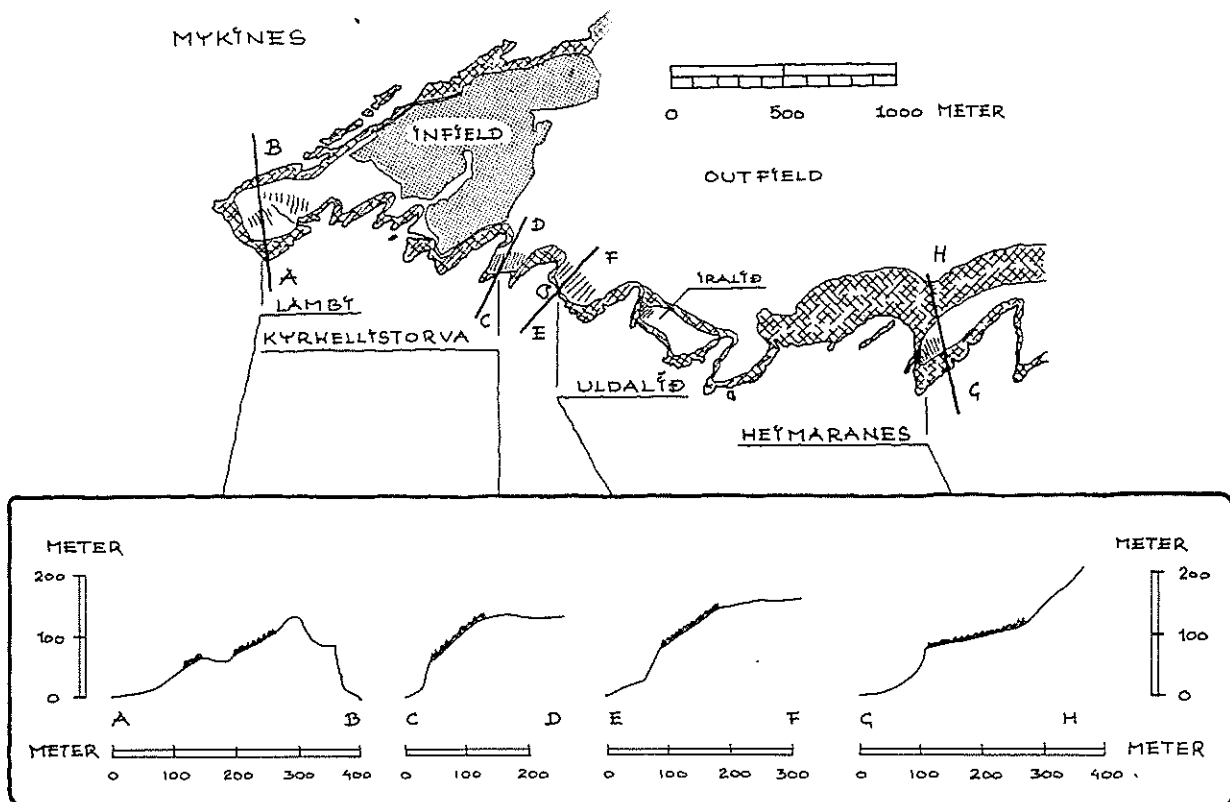 MYKINES
0 500 1000 METER
INFIELD
OUTFIELD
B
A
D
C
F
E
H
G
LAMBI
KYRHELLISTORVA
IRALIÐ
ULDALIÐ
HEIMARANES
METER
200
100
0
METER
200
100
0
A B C D E F G H
METER
0 100 200 300 400
0 100 200
0 100 200 300
0 100 200 300 400
METER